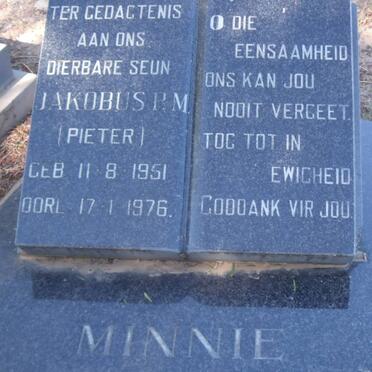 TER GEDAGTENIS
AAN ONS
DIERBARE SEUN
JAKOBUS P.M.
(PIETER)
GEB 11-8-1951
OORL 17-1-1976.
O DIE
EENSAAMHEID
ONS KAN JOU
NOOIT VERGEET.
TOG TOT IN
EWIGHEID
GODDANK VIR JOU.
MINNIE